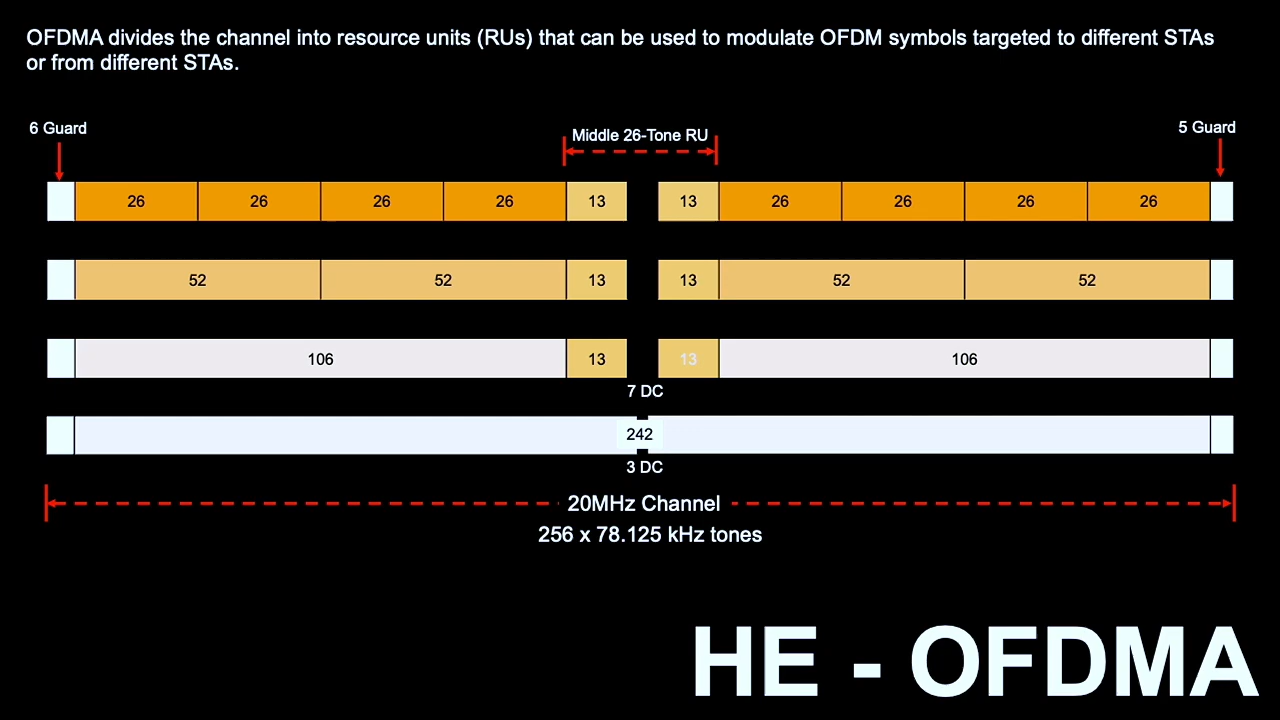 OFDMA divides the channel into resource units (RUs) that can be used to modulate OFDM symbols targeted to different STAs
or from different STAs.
6 Guard
Middle 26-Tone RU
5 Guard
26 26 26 26 13 13 26 26 26 26
52 52 13 13 52 52
106 13 13 106
7 DC
242
3 DC
20MHz Channel
256 x 78.125 kHz tones
HE - OFDMA